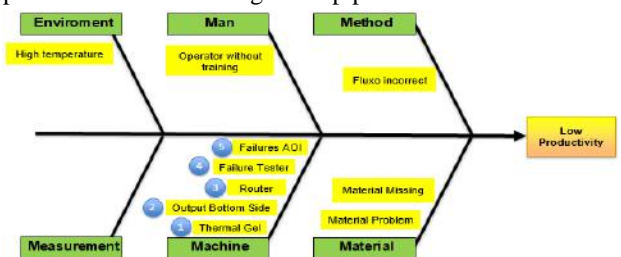 Enviroment
Man
Method
High temperature
Operator without
training
Fluxo incorrect
Low
Productivity
5 Failures AOI
4 Failure Tester
3 Router
2 Output Bottom Side
1 Thermal Gel
Material Missing
Material Problem
Measurement
Machine
Material